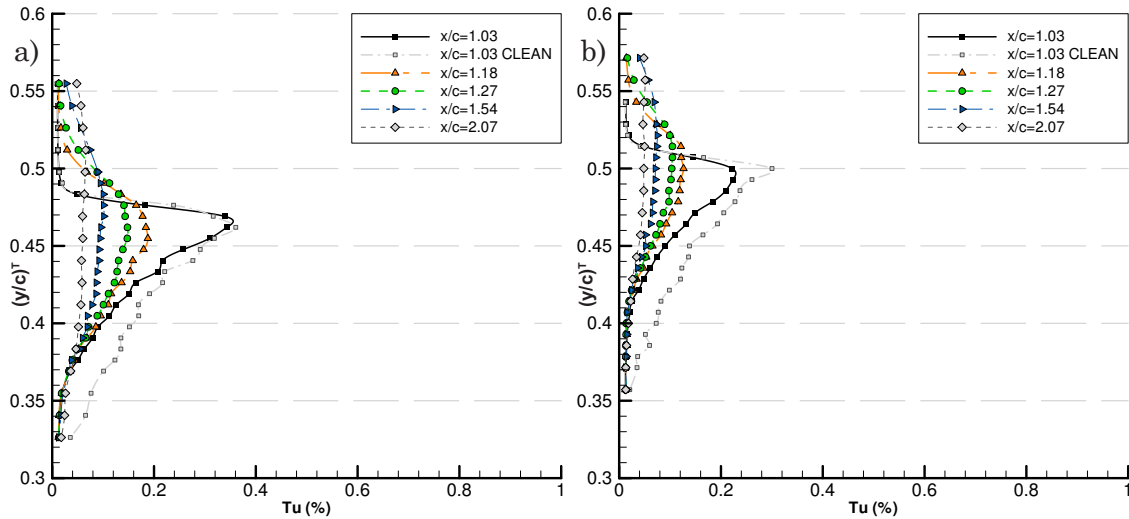 a)
0.6
0.55
0.5
0.45
0.4
0.35
0.3
(y/c)ᵀ
0
0.2
0.4
0.6
0.8
1
Tu (%)
x/c=1.03
x/c=1.03 CLEAN
x/c=1.18
x/c=1.27
x/c=1.54
x/c=2.07
b)
0.6
0.55
0.5
0.45
0.4
0.35
0.3
(y/c)ᵀ
0
0.2
0.4
0.6
0.8
1
Tu (%)
x/c=1.03
x/c=1.03 CLEAN
x/c=1.18
x/c=1.27
x/c=1.54
x/c=2.07